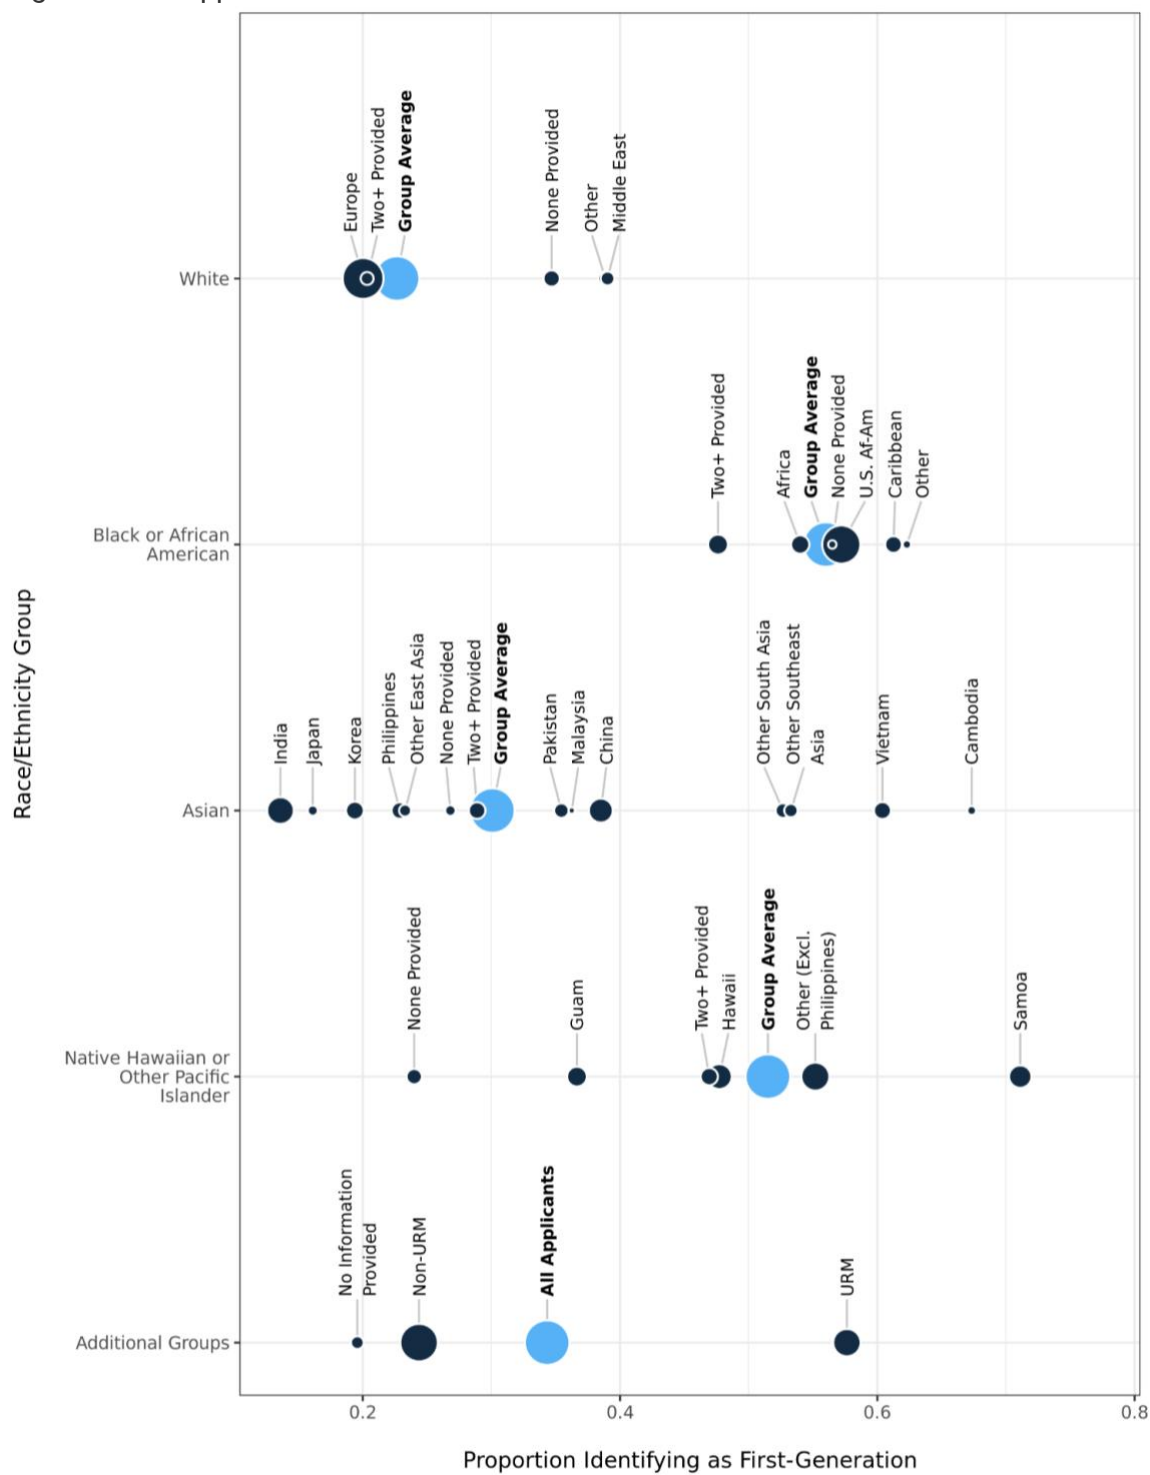 Europe
Two+ Provided
Group Average
None Provided
Other
Middle East
White
Two+ Provided
Africa
Group Average
None Provided
U.S. Af-Am
Caribbean
Other
Black or African
American
India
Japan
Korea
Philippines
Other East Asia
None Provided
Two+ Provided
Group Average
Pakistan
Malaysia
China
Other South Asia
Other Southeast
Asia
Vietnam
Cambodia
Asian
None Provided
Guam
Two+ Provided
Hawaii
Group Average
Other (Excl.
Philippines)
Samoa
Native Hawaiian or
Other Pacific
Islander
No Information
Provided
Non-URM
All Applicants
URM
Additional Groups
Race/Ethnicity Group
0.2
0.4
0.6
0.8
Proportion Identifying as First-Generation